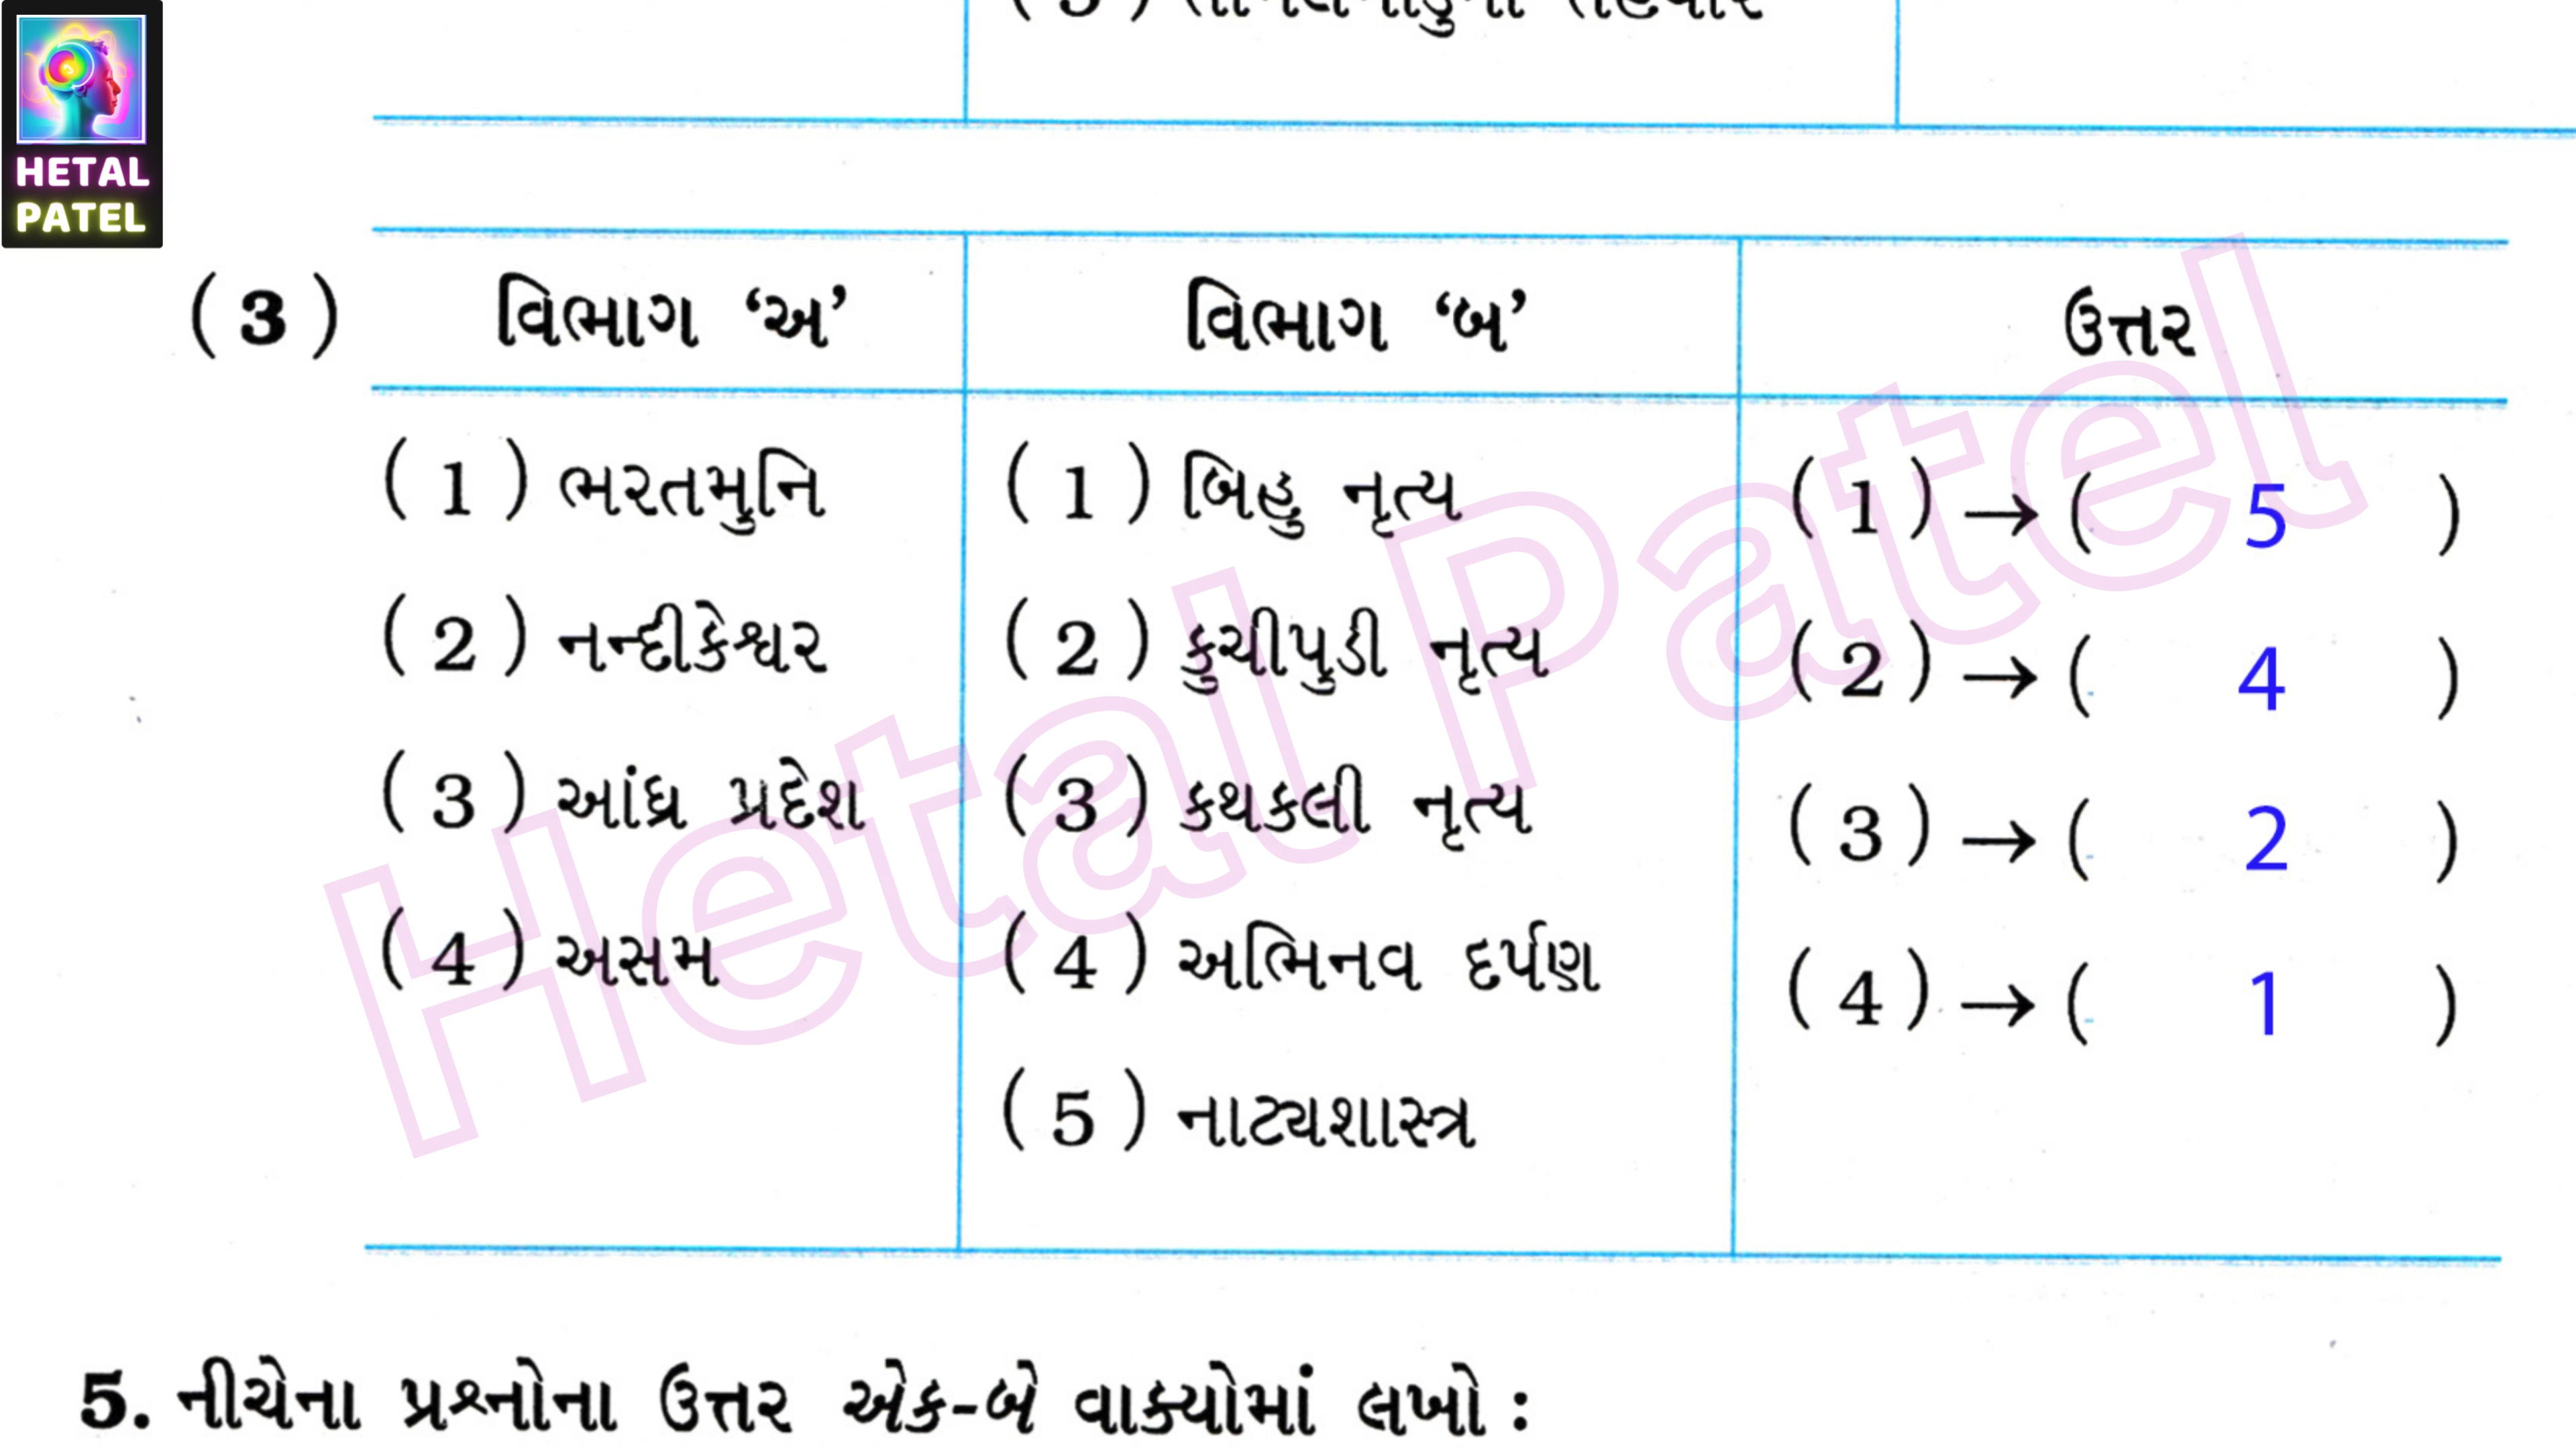 HETAL
PATEL
(3) વિભાગ ‘અ’ વિભાગ ‘બ’ ઉત્તર
(1) ભરતમુનિ (1) બિહુ નૃત્ય (1) → ( 5 )
(2) નન્દીકેશ્વર (2) કુચીપુડી નૃત્ય (2) → ( 4 )
(3) આંધ્ર પ્રદેશ (3) કથકલી નૃત્ય (3) → ( 2 )
(4) અસમ (4) અભિનવ દર્પણ (4) → ( 1 )
(5) નાટ્યશાસ્ત્ર
Hetal Patel
5. નીચેના પ્રશ્નોના ઉત્તર એક-બે વાક્યોમાં લખો :